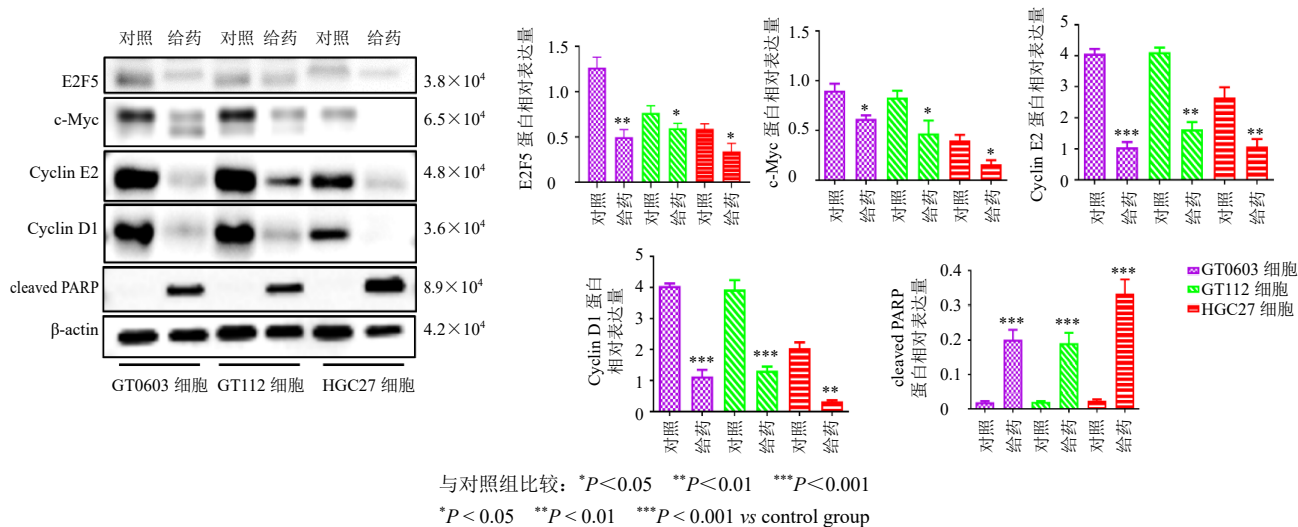 对照 给药 对照 给药 对照 给药
E2F5 3.8×10⁴
c-Myc 6.5×10⁴
Cyclin E2 4.8×10⁴
Cyclin D1 3.6×10⁴
cleaved PARP 8.9×10⁴
β-actin 4.2×10⁴
GT0603 细胞 GT112 细胞 HGC27 细胞
E2F5 蛋白相对表达量
1.5
1.0
0.5
0
** * *
对照 给药 对照 给药 对照 给药
c-Myc 蛋白相对表达量
1.5
1.0
0.5
0
* * *
对照 给药 对照 给药 对照 给药
Cyclin E2 蛋白相对表达量
5
4
3
2
1
0
*** ** **
对照 给药 对照 给药 对照 给药
Cyclin D1 蛋白
相对表达量
5
4
3
2
1
0
*** *** **
对照 给药 对照 给药 对照 给药
cleaved PARP
蛋白相对表达量
0.4
0.3
0.2
0.1
0
*** *** ***
对照 给药 对照 给药 对照 给药
GT0603 细胞
GT112 细胞
HGC27 细胞
与对照组比较：*P＜0.05 **P＜0.01 ***P＜0.001
*P < 0.05 **P < 0.01 ***P < 0.001 vs control group